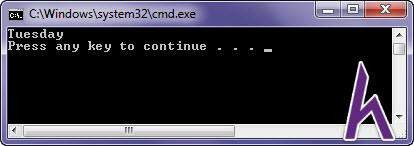 C:\Windows\system32\cmd.exe
Tuesday
Press any key to continue . . . _